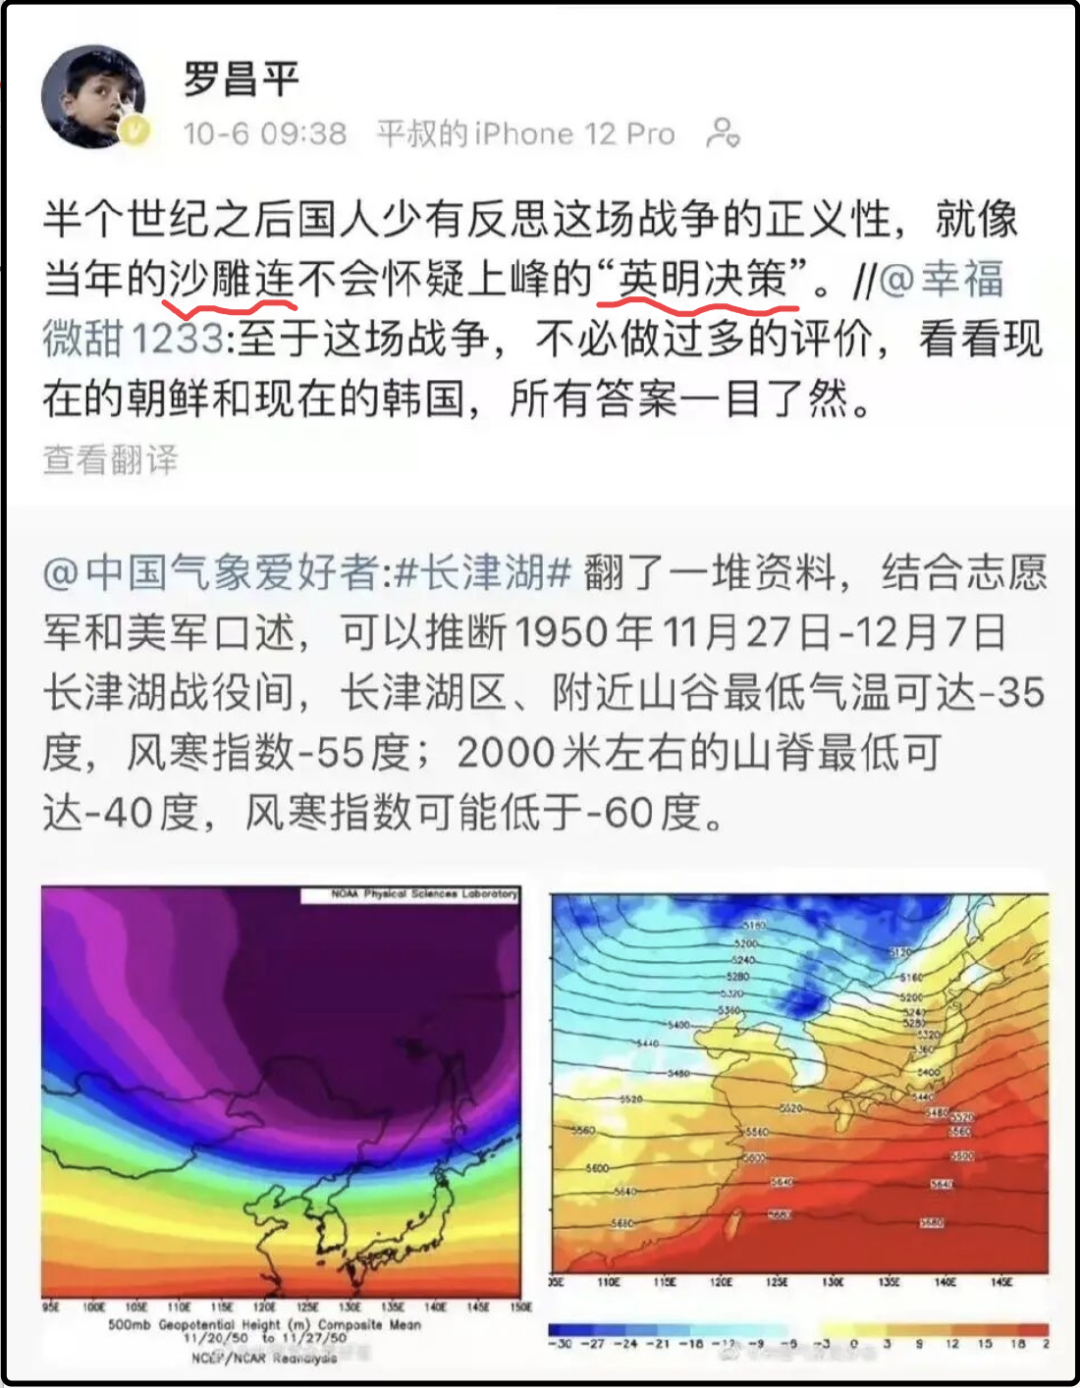 罗昌平
10-6 09:38 平叔的iPhone 12 Pro
半个世纪之后国人少有反思这场战争的正义性，就像
当年的沙雕连不会怀疑上峰的“英明决策”。//@幸福
微甜1233:至于这场战争，不必做过多的评价，看看现
在的朝鲜和现在的韩国，所有答案一目了然。
查看翻译
@中国气象爱好者:#长津湖# 翻了一堆资料，结合志愿
军和美军口述，可以推断1950年11月27日-12月7日
长津湖战役间，长津湖区、附近山谷最低气温可达-35
度，风寒指数-55度；2000米左右的山脊最低可
达-40度，风寒指数可能低于-60度。
NOAA Physical Sciences Laboratory
95E 100E 105E 110E 115E 120E 125E 130E 135E 140E 145E 150E
500mb Geopotential Height (m) Composite Mean
11/20/50 to 11/27/50
NCEP/NCAR Reanalysis
5160
5200
5240
5280
5320
5360
5400
5440
5480
5520
5560
5600
5640
5680
5120
5160
5200
5240
5280
5320
5360
5400
5440
5480 5520
5560
5600
5640
5680
5520
5560
5600
5640
5680
05E 110E 115E 120E 125E 130E 135E 140E 145E
-30 -27 -24 -21 -18 -12 -9 -6 -3 0 3 9 12 15 18 2